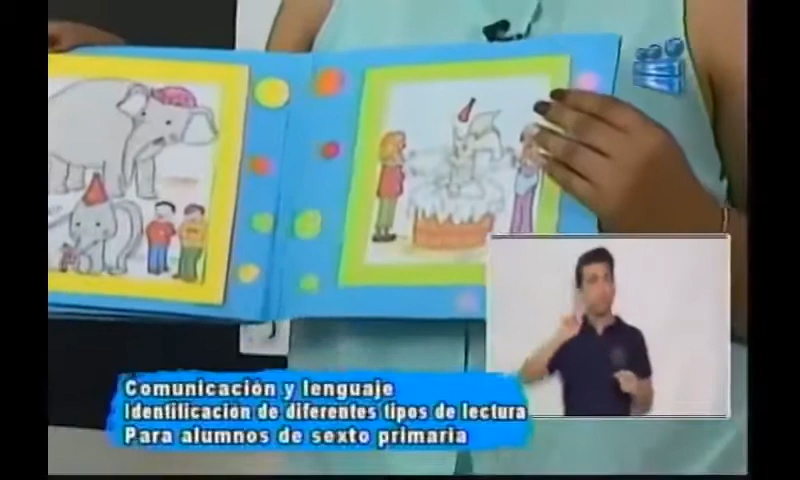 Comunicación y lenguaje
Identificación de diferentes tipos de lectura
Para alumnos de sexto primaria